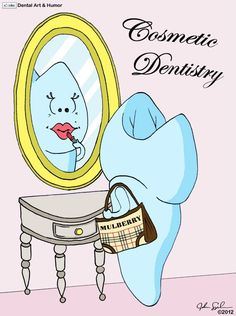 Dental Art & Humor
Cosmetic
Dentistry
MULBERRY
©2012